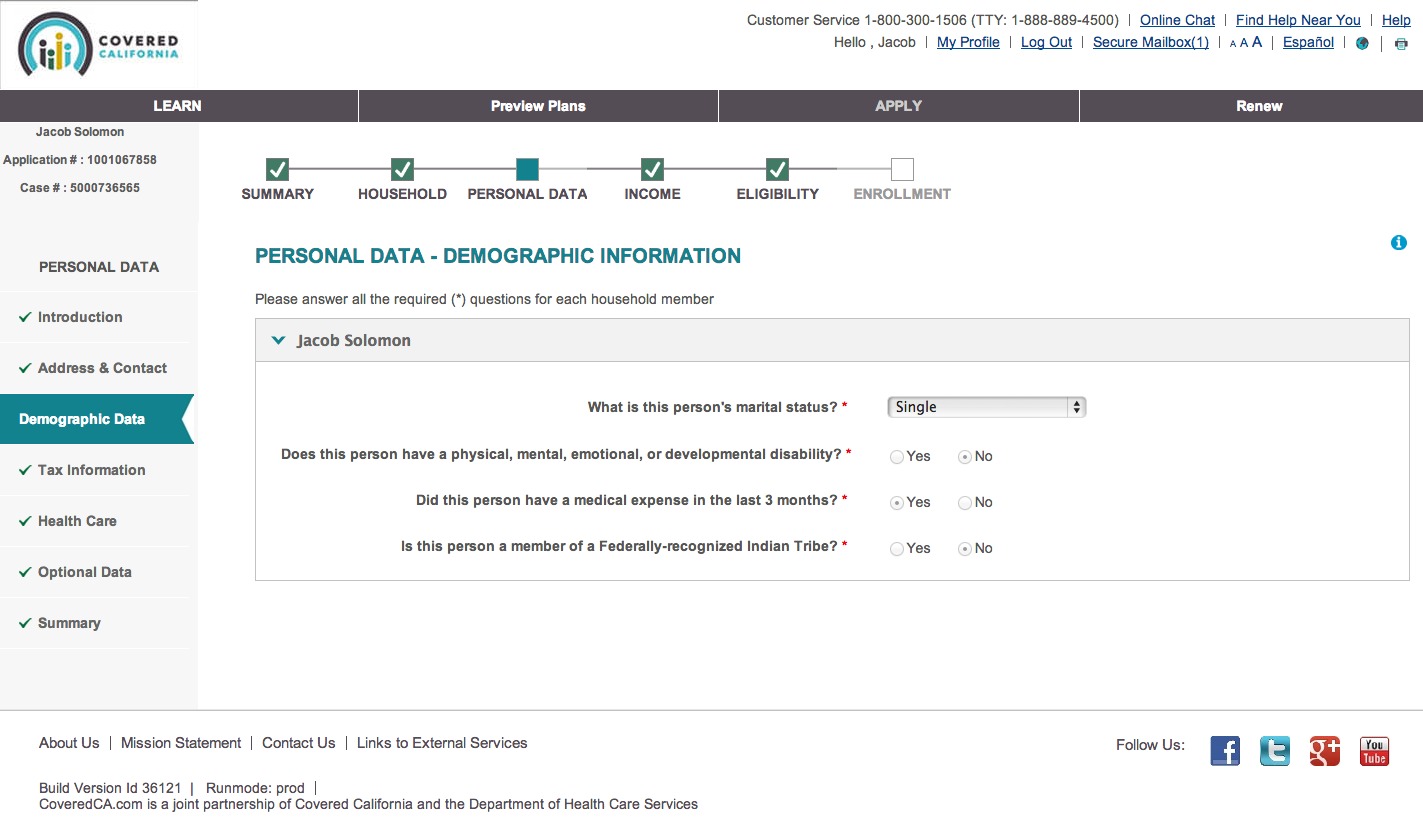 COVERED
CALIFORNIA
Customer Service 1-800-300-1506 (TTY: 1-888-889-4500) | Online Chat | Find Help Near You | Help
Hello , Jacob | My Profile | Log Out | Secure Mailbox(1) | A A A | Español |
LEARN
Preview Plans
APPLY
Renew
Jacob Solomon
Application # : 1001067858
Case # : 5000736565
SUMMARY
HOUSEHOLD
PERSONAL DATA
INCOME
ELIGIBILITY
ENROLLMENT
PERSONAL DATA
Introduction
Address & Contact
Demographic Data
Tax Information
Health Care
Optional Data
Summary
PERSONAL DATA - DEMOGRAPHIC INFORMATION
Please answer all the required (*) questions for each household member
Jacob Solomon
What is this person's marital status? * Single
Does this person have a physical, mental, emotional, or developmental disability? * Yes No
Did this person have a medical expense in the last 3 months? * Yes No
Is this person a member of a Federally-recognized Indian Tribe? * Yes No
About Us | Mission Statement | Contact Us | Links to External Services
Follow Us:
f
t
g+
You
Tube
Build Version Id 36121 | Runmode: prod |
CoveredCA.com is a joint partnership of Covered California and the Department of Health Care Services